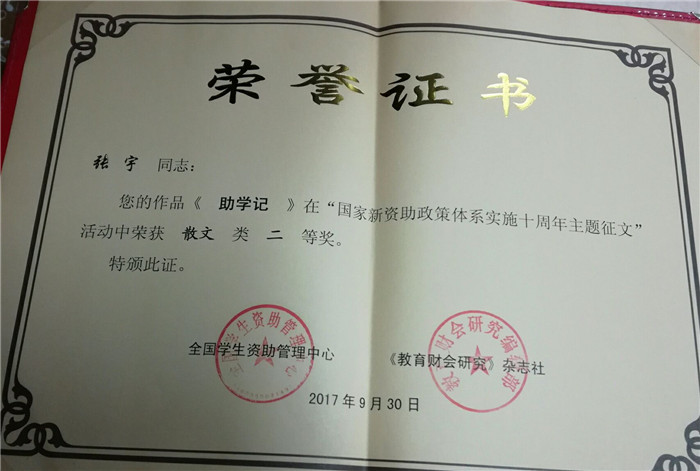 荣誉证书
张宇 同志：
您的作品《 助学记 》在“国家新资助政策体系实施十周年主题征文”
活动中荣获 散文 类 二 等奖。
特颁此证。
全国学生资助管理中心 《教育财会研究》杂志社
2017年9月30日